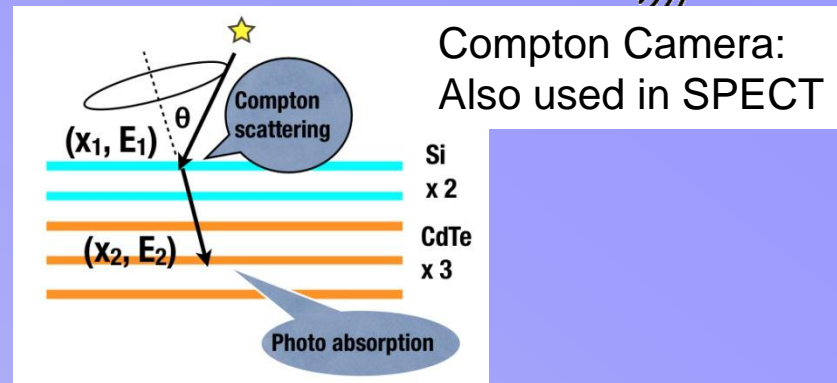 Compton Camera:
Also used in SPECT
Compton
scattering
θ
(x₁, E₁)
Si
x 2
CdTe
x 3
(x₂, E₂)
Photo absorption